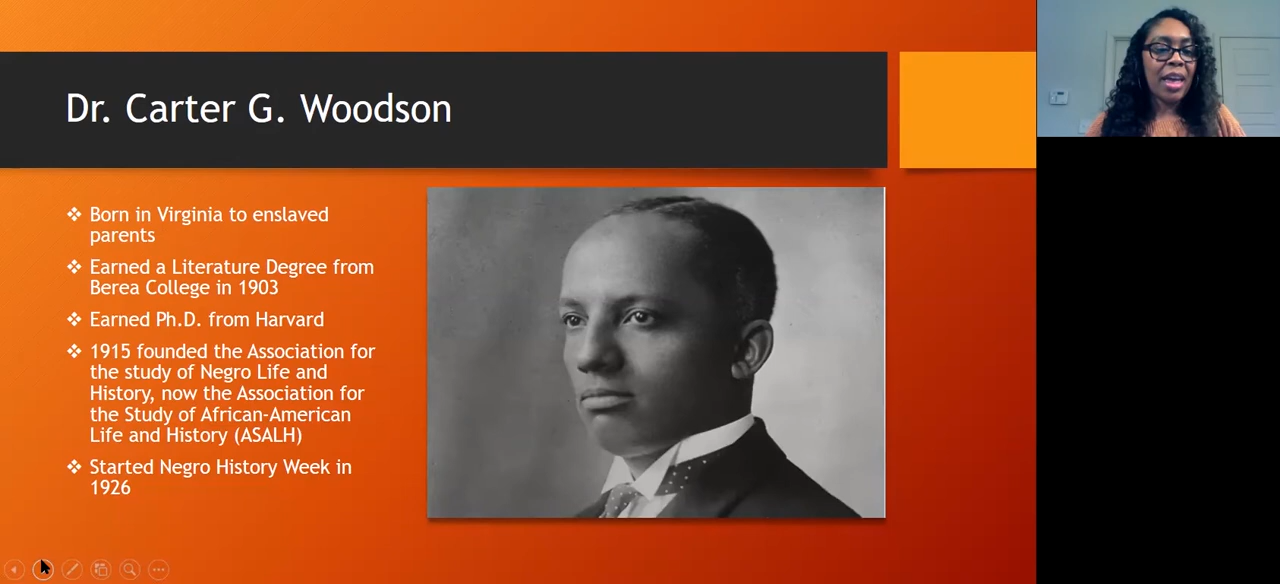 Dr. Carter G. Woodson
Born in Virginia to enslaved
parents
Earned a Literature Degree from
Berea College in 1903
Earned Ph.D. from Harvard
1915 founded the Association for
the study of Negro Life and
History, now the Association for
the Study of African-American
Life and History (ASALH)
Started Negro History Week in
1926